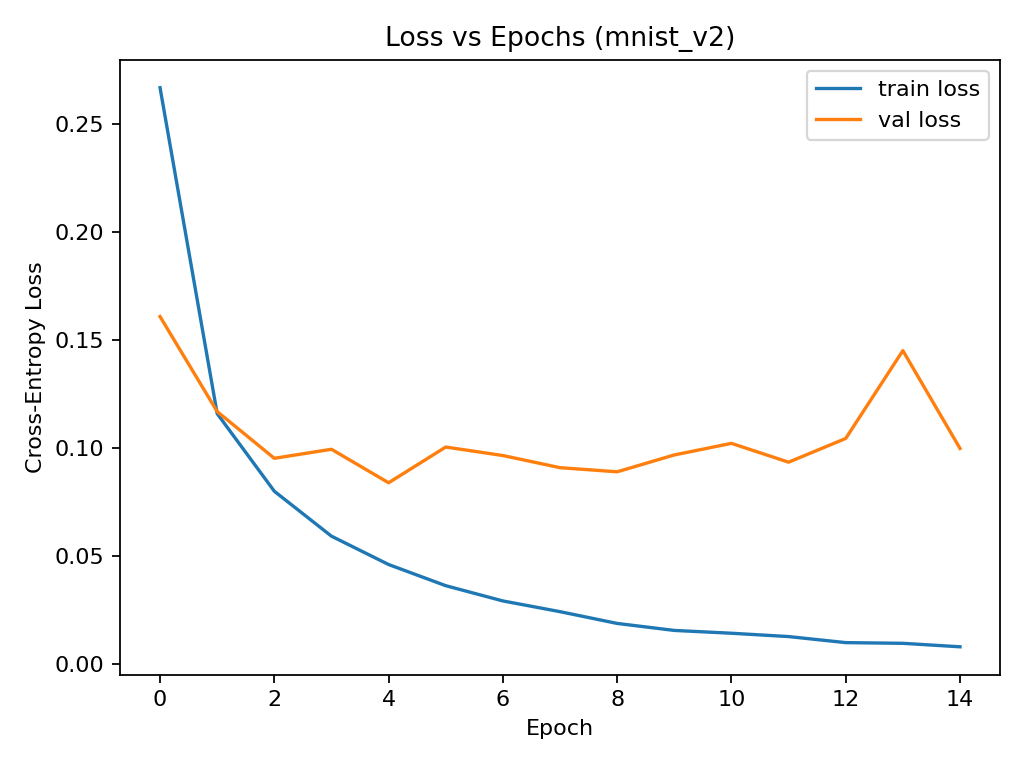 Loss vs Epochs (mnist_v2)
train loss
val loss
Cross-Entropy Loss
0.25
0.20
0.15
0.10
0.05
0.00
0 2 4 6 8 10 12 14
Epoch